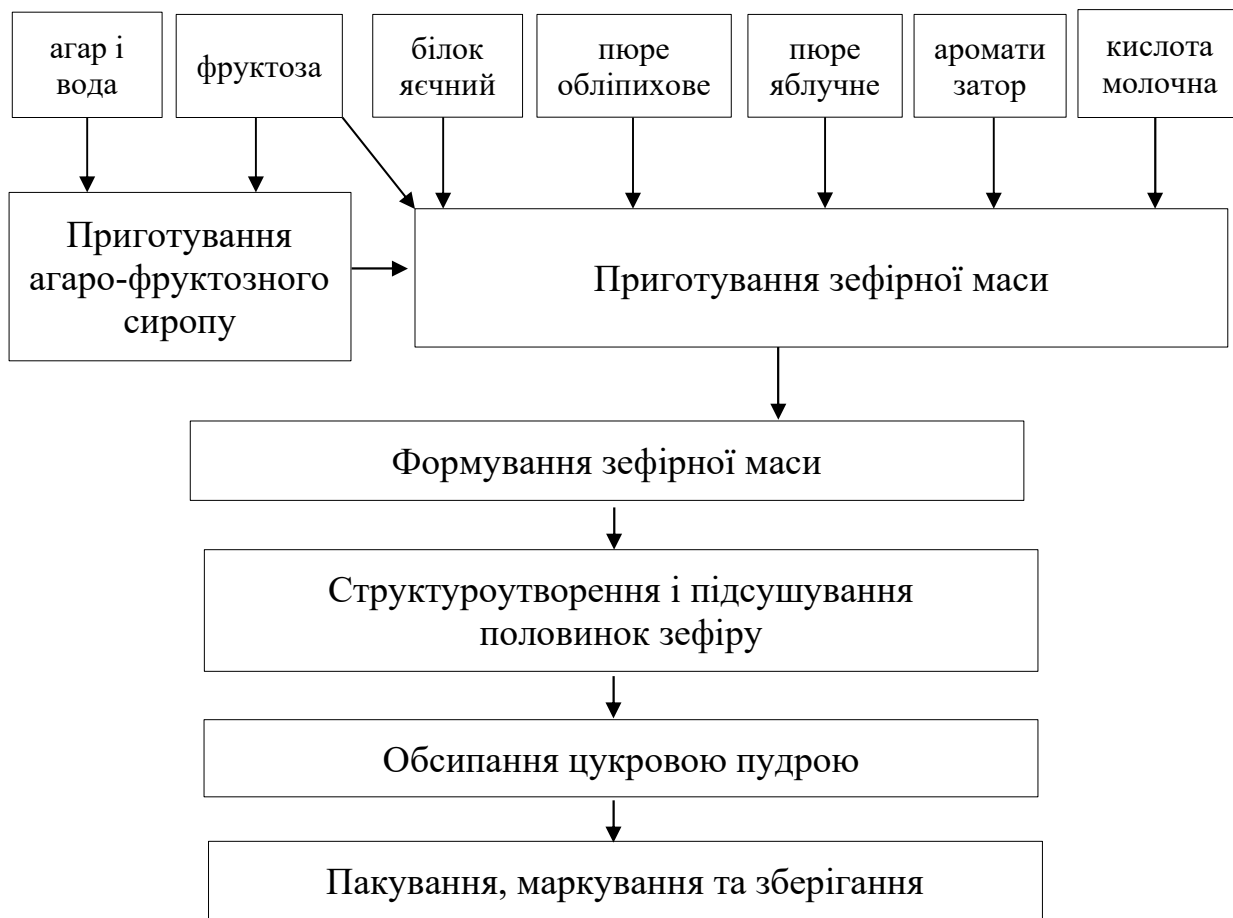 агар і
вода
фруктоза
білок
яєчний
пюре
обліпихове
пюре
яблучне
аромати
затор
кислота
молочна
Приготування
агаро-фруктозного
сиропу
Приготування зефірної маси
Формування зефірної маси
Структуроутворення і підсушування
половинок зефіру
Обсипання цукровою пудрою
Пакування, маркування та зберігання